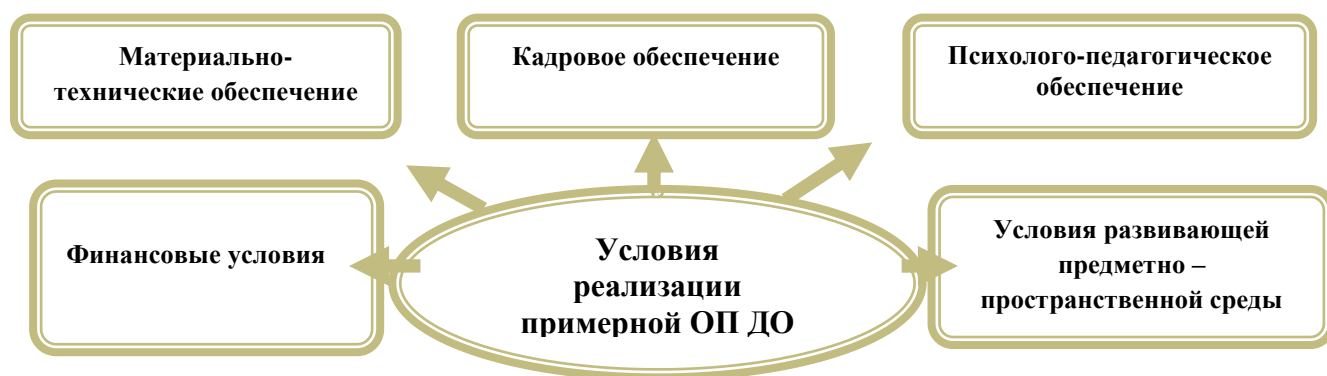 Материально-
технические обеспечение
Кадровое обеспечение
Психолого-педагогическое
обеспечение
Финансовые условия
Условия
реализации
примерной ОП ДО
Условия развивающей
предметно –
пространственной среды